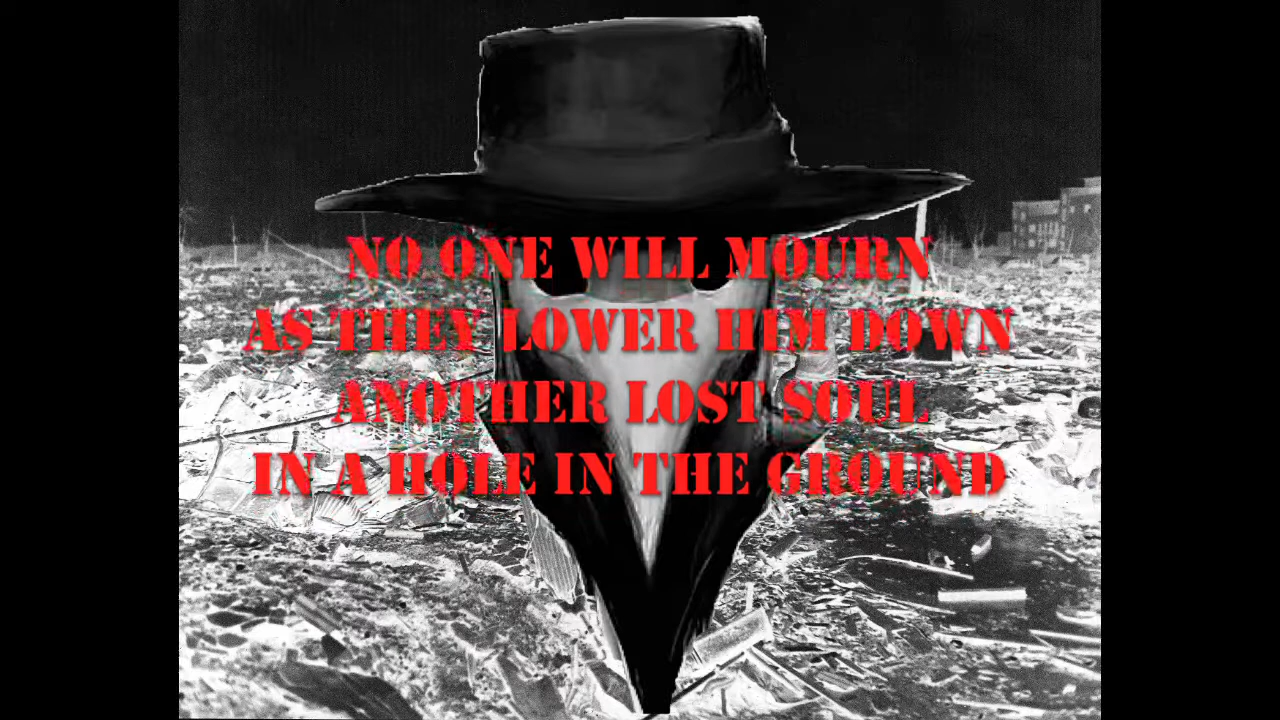 NO ONE WILL MOURN
AS THEY LOWER HIM DOWN
ANOTHER LOST SOUL
IN A HOLE IN THE GROUND